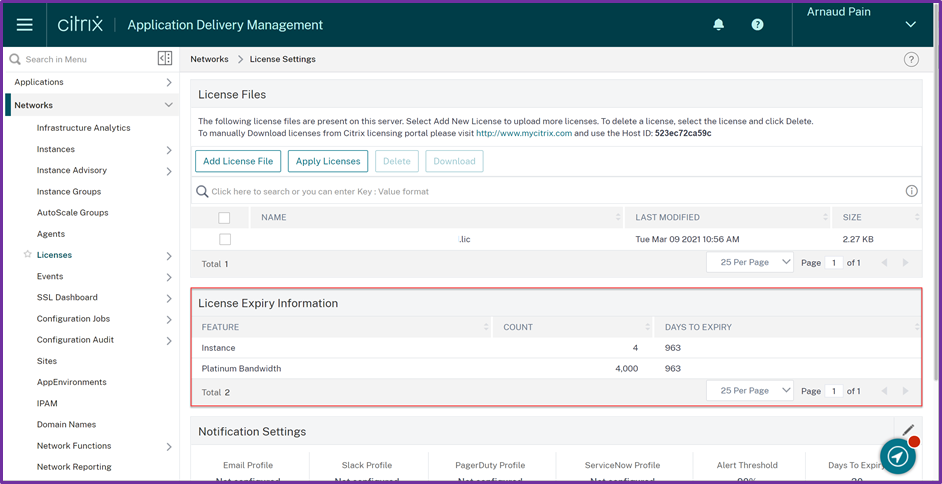 citrix Application Delivery Management Arnaud Pain
Search in Menu
Applications
Networks
Infrastructure Analytics
Instances
Instance Advisory
Instance Groups
AutoScale Groups
Agents
Licenses
Events
SSL Dashboard
Configuration Jobs
Configuration Audit
Sites
AppEnvironments
IPAM
Domain Names
Network Functions
Network Reporting
Networks > License Settings
License Files
The following license files are present on this server. Select Add New License to upload more licenses. To delete a license, select the license and click Delete.
To manually Download licenses from Citrix licensing portal please visit http://www.mycitrix.com and use the Host ID: 523ec72ca59c
Add License File Apply Licenses Delete Download
Click here to search or you can enter Key : Value format
NAME LAST MODIFIED SIZE
.lic Tue Mar 09 2021 10:56 AM 2.27 KB
Total 1 25 Per Page Page 1 of 1
License Expiry Information
FEATURE COUNT DAYS TO EXPIRY
Instance 4 963
Platinum Bandwidth 4,000 963
Total 2 25 Per Page Page 1 of 1
Notification Settings
Email Profile Slack Profile PagerDuty Profile ServiceNow Profile Alert Threshold Days To Expiry
Not configured Not configured Not configured Not configured